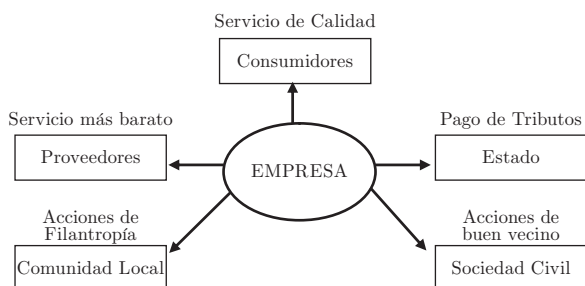 Servicio de Calidad
Consumidores
Servicio más barato
Proveedores
EMPRESA
Pago de Tributos
Estado
Acciones de
Filantropía
Comunidad Local
Acciones de
buen vecino
Sociedad Civil